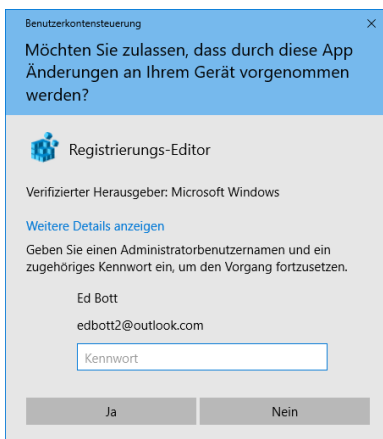 Benutzerkontensteuerung
Möchten Sie zulassen, dass durch diese App
Änderungen an Ihrem Gerät vorgenommen
werden?
Registrierungs-Editor
Verifizierter Herausgeber: Microsoft Windows
Weitere Details anzeigen
Geben Sie einen Administratorbenutzernamen und ein
zugehöriges Kennwort ein, um den Vorgang fortzusetzen.
Ed Bott
edbott2@outlook.com
Kennwort
Ja Nein